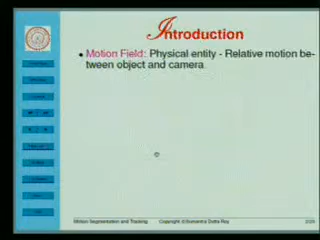 Introduction
Motion Field: Physical entity - Relative motion be-
tween object and camera
Motion Segmentation and Tracking Copyright ©Sumantra Dutta Roy